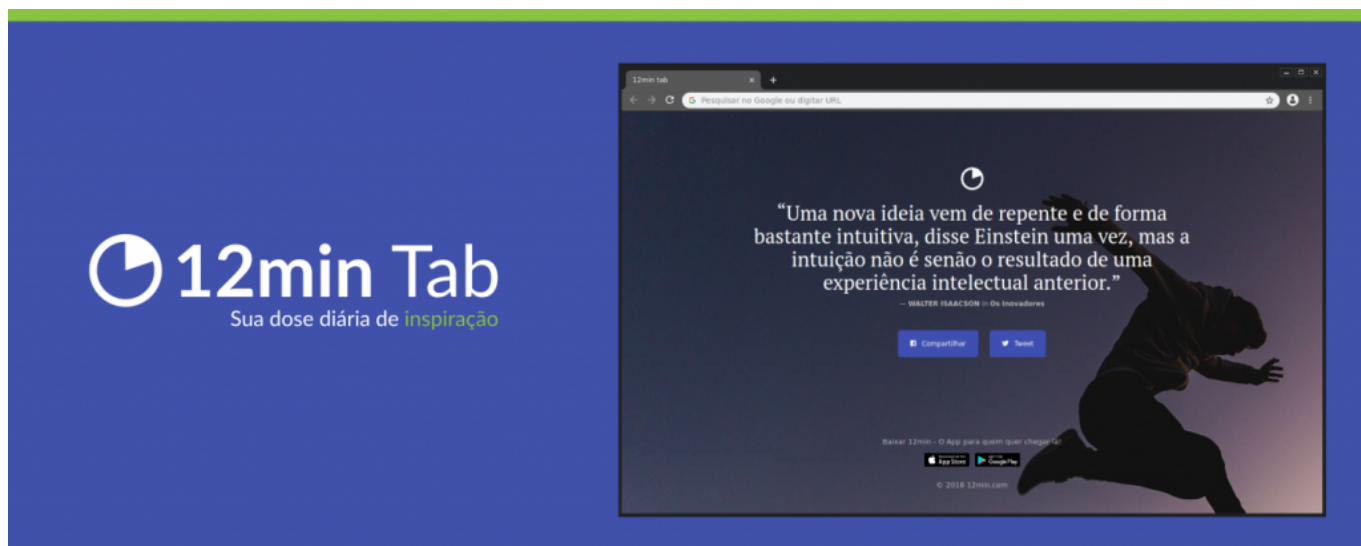 12min Tab
Sua dose diária de inspiração
12min tab
Pesquisar no Google ou digitar URL
“Uma nova ideia vem de repente e de forma
bastante intuitiva, disse Einstein uma vez, mas a
intuição não é senão o resultado de uma
experiência intelectual anterior.”
— WALTER ISAACSON in Os Inovadores
Compartilhar
Tweet
Baixar 12min - O App para quem quer chegar lá!
App Store
Google Play
© 2018 12min.com